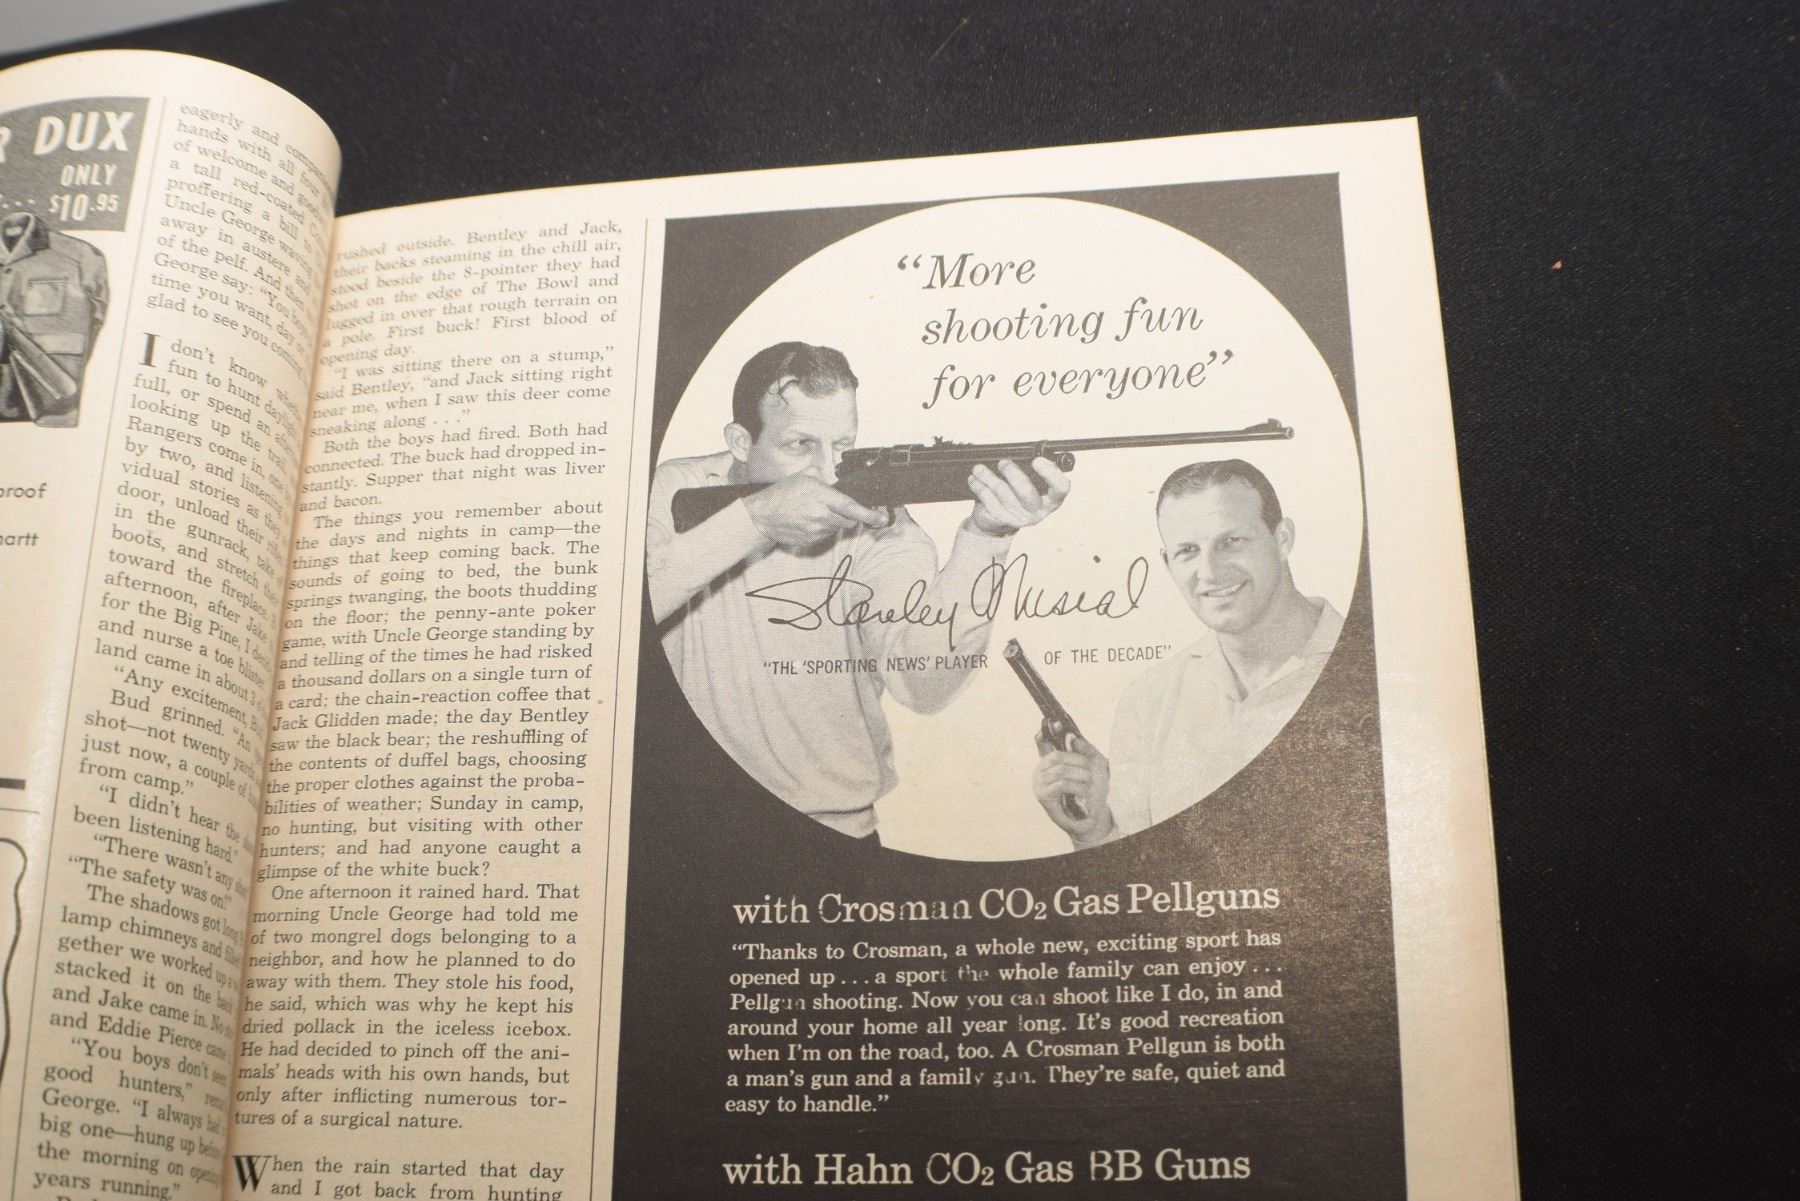 R DUX
ONLY
$10.95
proof
hartt
eagerly and
hands with all four
of welcome and
a tall red-coated
proffering a bill to
Uncle George waving
away in austere and
of the pelf. And then
George say: "You boys
time you want, day or
glad to see you coming
I don't know
fun to hunt
full, or spend an
looking up the trail,
Rangers come in, one
by two, and listening
vidual stories as they
door, unload their
in the gunrack, take
boots, and stretch their
toward the fireplace.
afternoon, after Jake
for the Big Pine, I
and nurse a toe blister
land came in about 3
"Any excitement,
Bud grinned. "An
shot—not twenty yards
just now, a couple of
from camp."
"I didn't hear the
been listening hard."
"There wasn't any
"The safety was on!"
The shadows got long
lamp chimneys and filled
gether we worked up a
stacked it on the
and Jake came in. No
and Eddie Pierce came
"You boys don't seem
good hunters,"
George. "I always had
big one—hung up before
the morning on opening
years running."
rushed outside. Bentley and Jack,
their backs steaming in the chill air,
stood beside the 8-pointer they had
shot on the edge of The Bowl and
lugged in over that rough terrain on
a pole. First buck! First blood of
opening day.
"I was sitting there on a stump,"
said Bentley, "and Jack sitting right
near me, when I saw this deer come
sneaking along . . ."
Both the boys had fired. Both had
connected. The buck had dropped in-
stantly. Supper that night was liver
and bacon.
The things you remember about
the days and nights in camp—the
things that keep coming back. The
sounds of going to bed, the bunk
springs twanging, the boots thudding
on the floor; the penny-ante poker
game, with Uncle George standing by
and telling of the times he had risked
a thousand dollars on a single turn of
a card; the chain-reaction coffee that
Jack Glidden made; the day Bentley
saw the black bear; the reshuffling of
the contents of duffel bags, choosing
the proper clothes against the proba-
bilities of weather; Sunday in camp,
no hunting, but visiting with other
hunters; and had anyone caught a
glimpse of the white buck?
One afternoon it rained hard. That
morning Uncle George had told me
of two mongrel dogs belonging to a
neighbor, and how he planned to do
away with them. They stole his food,
he said, which was why he kept his
dried pollack in the iceless icebox.
He had decided to pinch off the ani-
mals' heads with his own hands, but
only after inflicting numerous tor-
tures of a surgical nature.
When the rain started that day
and I got back from hunting
"More
shooting fun
for everyone"
Stanley Musial
"THE 'SPORTING NEWS' PLAYER OF THE DECADE"
with Crosman CO2 Gas Pellguns
"Thanks to Crosman, a whole new, exciting sport has
opened up . . . a sport the whole family can enjoy . . .
Pellgun shooting. Now you can shoot like I do, in and
around your home all year long. It's good recreation
when I'm on the road, too. A Crosman Pellgun is both
a man's gun and a family gun. They're safe, quiet and
easy to handle."
with Hahn CO2 Gas BB Guns